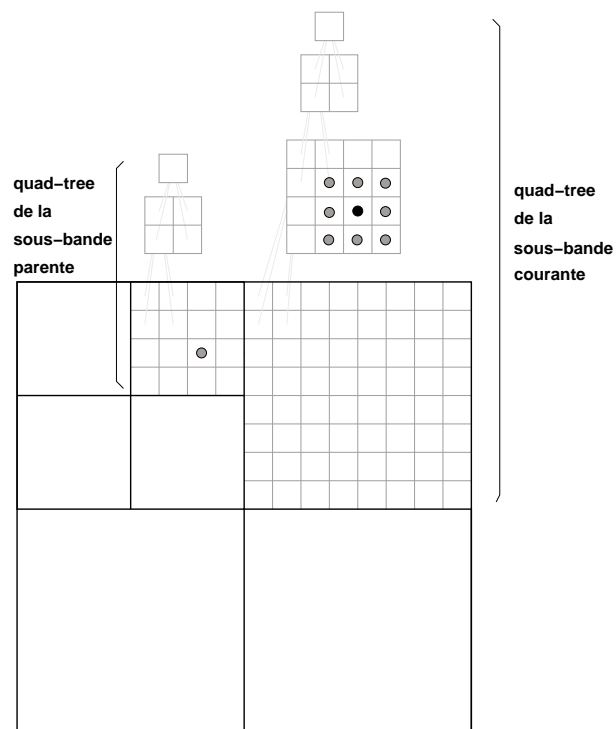 quad−tree
de la
sous−bande
parente
quad−tree
de la
sous−bande
courante